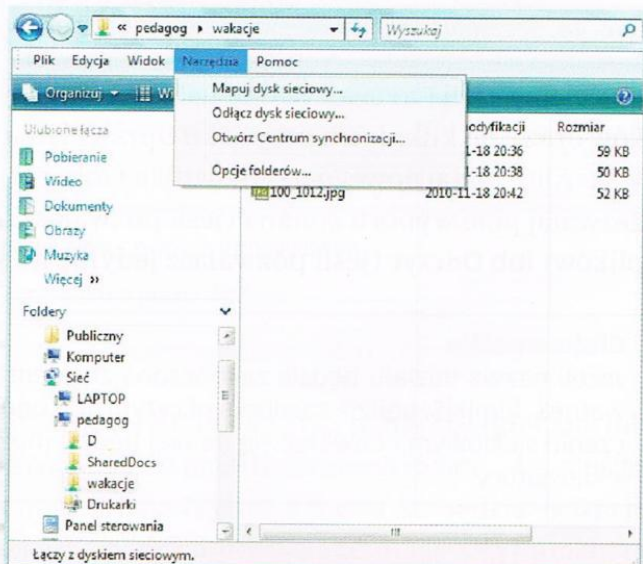 « pedagog ▸ wakacje
Wyszukaj
Plik Edycja Widok Narzędzia Pomoc
Organizuj
Mapuj dysk sieciowy...
Odłącz dysk sieciowy...
Otwórz Centrum synchronizacji...
Opcje folderów...
Rozmiar
11-18 20:36 59 KB
11-18 20:38 50 KB
100_1012.jpg 2010-11-18 20:42 52 KB
Ulubione łącza
Pobieranie
Wideo
Dokumenty
Obrazy
Muzyka
Więcej »
Foldery
Publiczny
Komputer
Sieć
LAPTOP
pedagog
D
SharedDocs
wakacje
Drukarki
Panel sterowania
Łączy z dyskiem sieciowym.